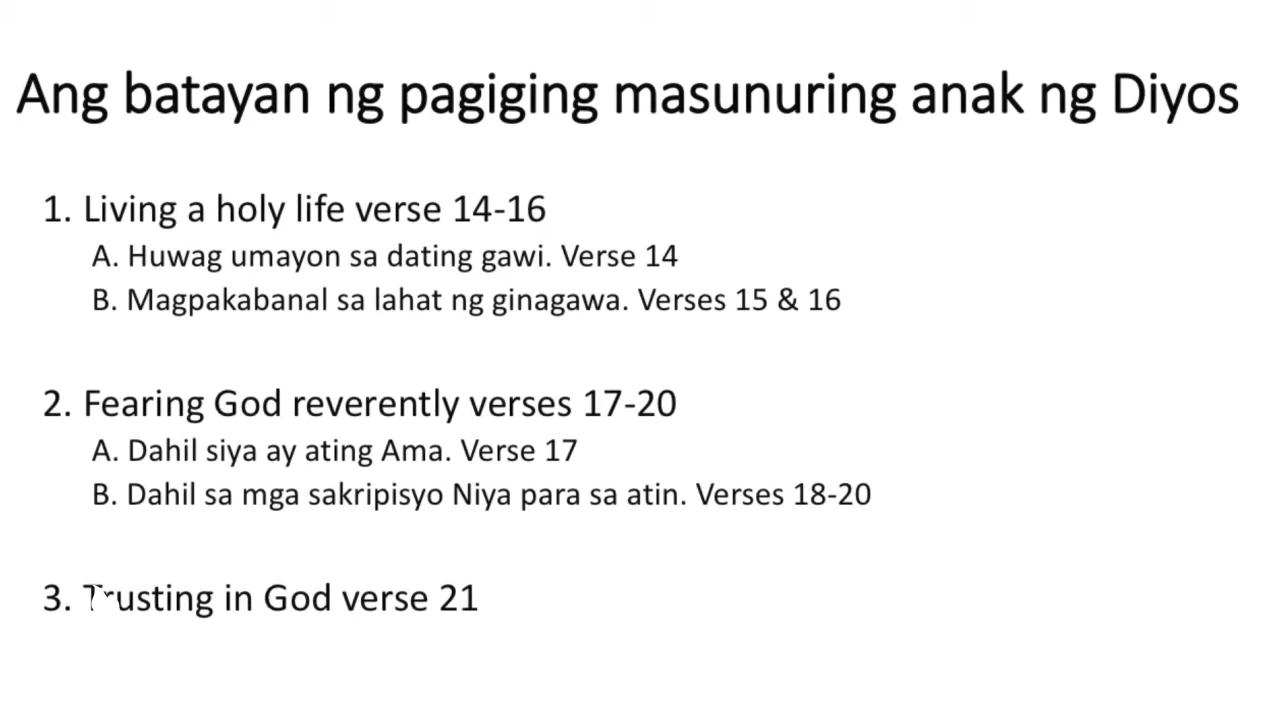 Ang batayan ng pagiging masunuring anak ng Diyos
1. Living a holy life verse 14-16
A. Huwag umayon sa dating gawi. Verse 14
B. Magpakabanal sa lahat ng ginagawa. Verses 15 & 16
2. Fearing God reverently verses 17-20
A. Dahil siya ay ating Ama. Verse 17
B. Dahil sa mga sakripisyo Niya para sa atin. Verses 18-20
3. Trusting in God verse 21